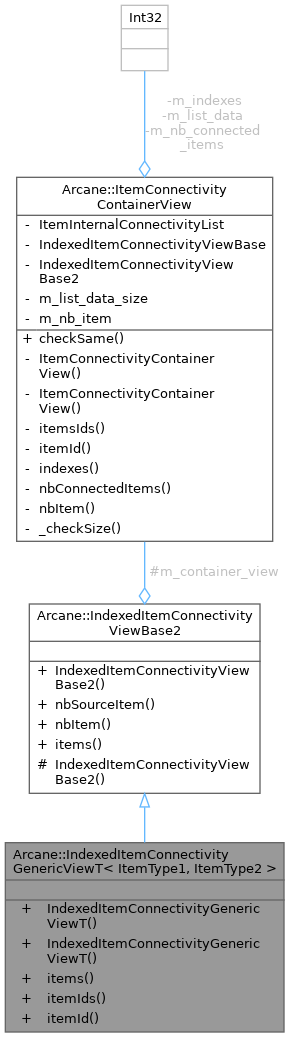 Int32
-m_indexes
-m_list_data
-m_nb_connected
_items
Arcane::ItemConnectivity
ContainerView
- ItemInternalConnectivityList
- IndexedItemConnectivityViewBase
- IndexedItemConnectivityView
Base2
- m_list_data_size
- m_nb_item
+ checkSame()
- ItemConnectivityContainer
View()
- ItemConnectivityContainer
View()
- itemsIds()
- itemId()
- indexes()
- nbConnectedItems()
- nbItem()
- _checkSize()
#m_container_view
Arcane::IndexedItemConnectivity
ViewBase2
+ IndexedItemConnectivityView
Base2()
+ nbSourceItem()
+ nbItem()
+ items()
# IndexedItemConnectivityView
Base2()
Arcane::IndexedItemConnectivity
GenericViewT< ItemType1, ItemType2 >
+ IndexedItemConnectivityGeneric
ViewT()
+ IndexedItemConnectivityGeneric
ViewT()
+ items()
+ itemIds()
+ itemId()